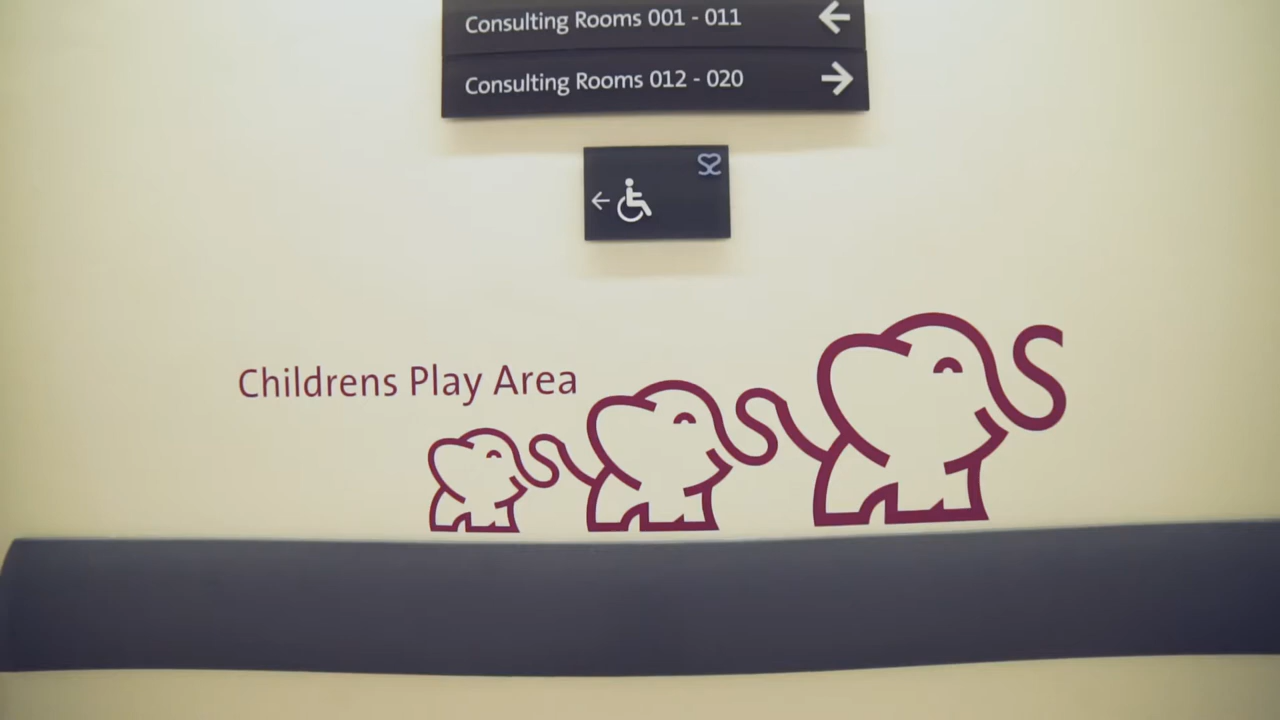 Consulting Rooms 001 - 011
Consulting Rooms 012 - 020
Childrens Play Area